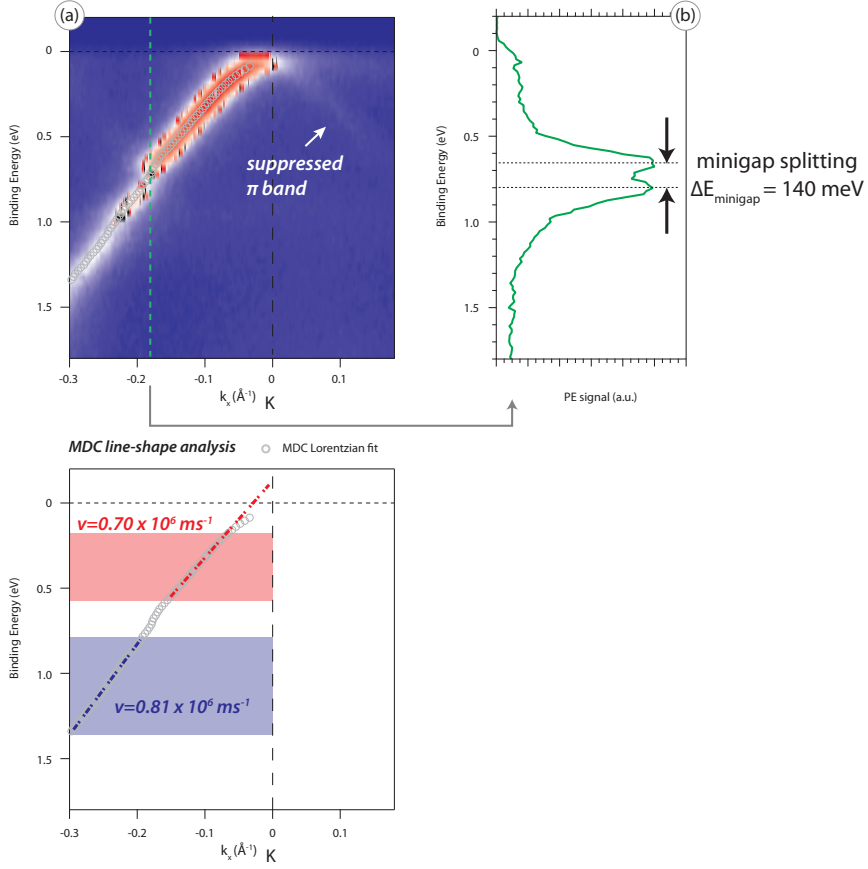 (a)
0
0.5
1.0
1.5
Binding Energy (eV)
suppressed
π band
-0.3
-0.2
-0.1
0
0.1
kₓ (Å⁻¹)
K
(b)
0
0.5
1.0
1.5
Binding Energy (eV)
minigap splitting
ΔE_minigap = 140 meV
PE signal (a.u.)
MDC line-shape analysis
MDC Lorentzian fit
0
0.5
1.0
1.5
Binding Energy (eV)
v=0.70 x 10⁶ ms⁻¹
v=0.81 x 10⁶ ms⁻¹
-0.3
-0.2
-0.1
0
0.1
kₓ (Å⁻¹)
K